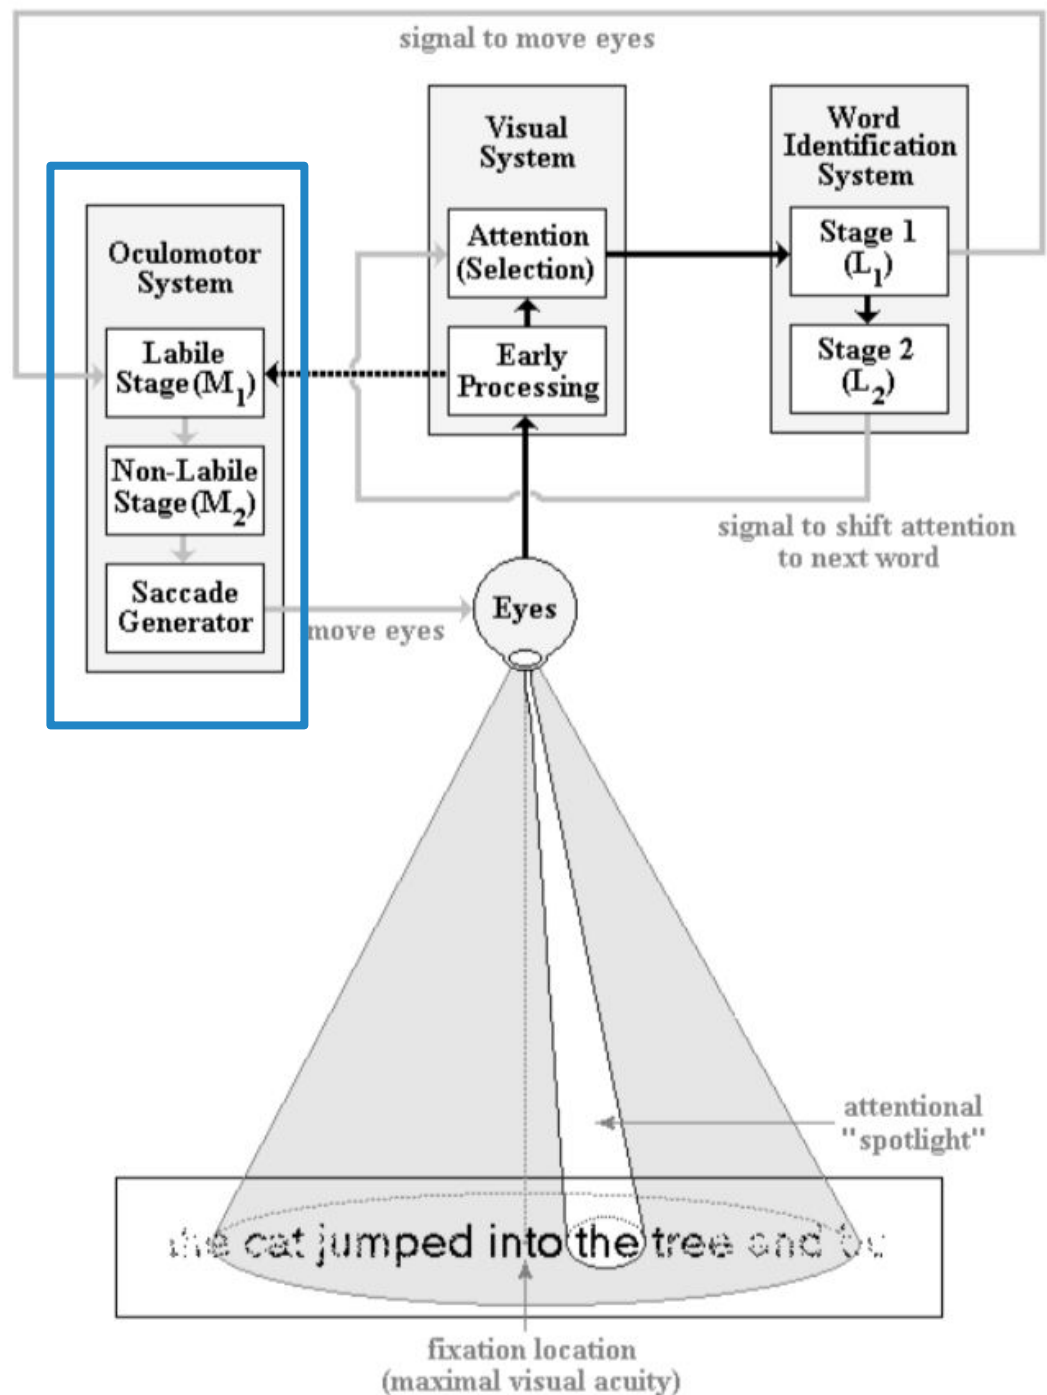 signal to move eyes
Visual
System
Word
Identification
System
Oculomotor
System
Attention
(Selection)
Stage 1
(L1)
Labile
Stage (M1)
Early
Processing
Stage 2
(L2)
Non-Labile
Stage (M2)
signal to shift attention
to next word
Saccade
Generator
Eyes
move eyes
attentional
"spotlight"
the cat jumped into the tree and
fixation location
(maximal visual acuity)